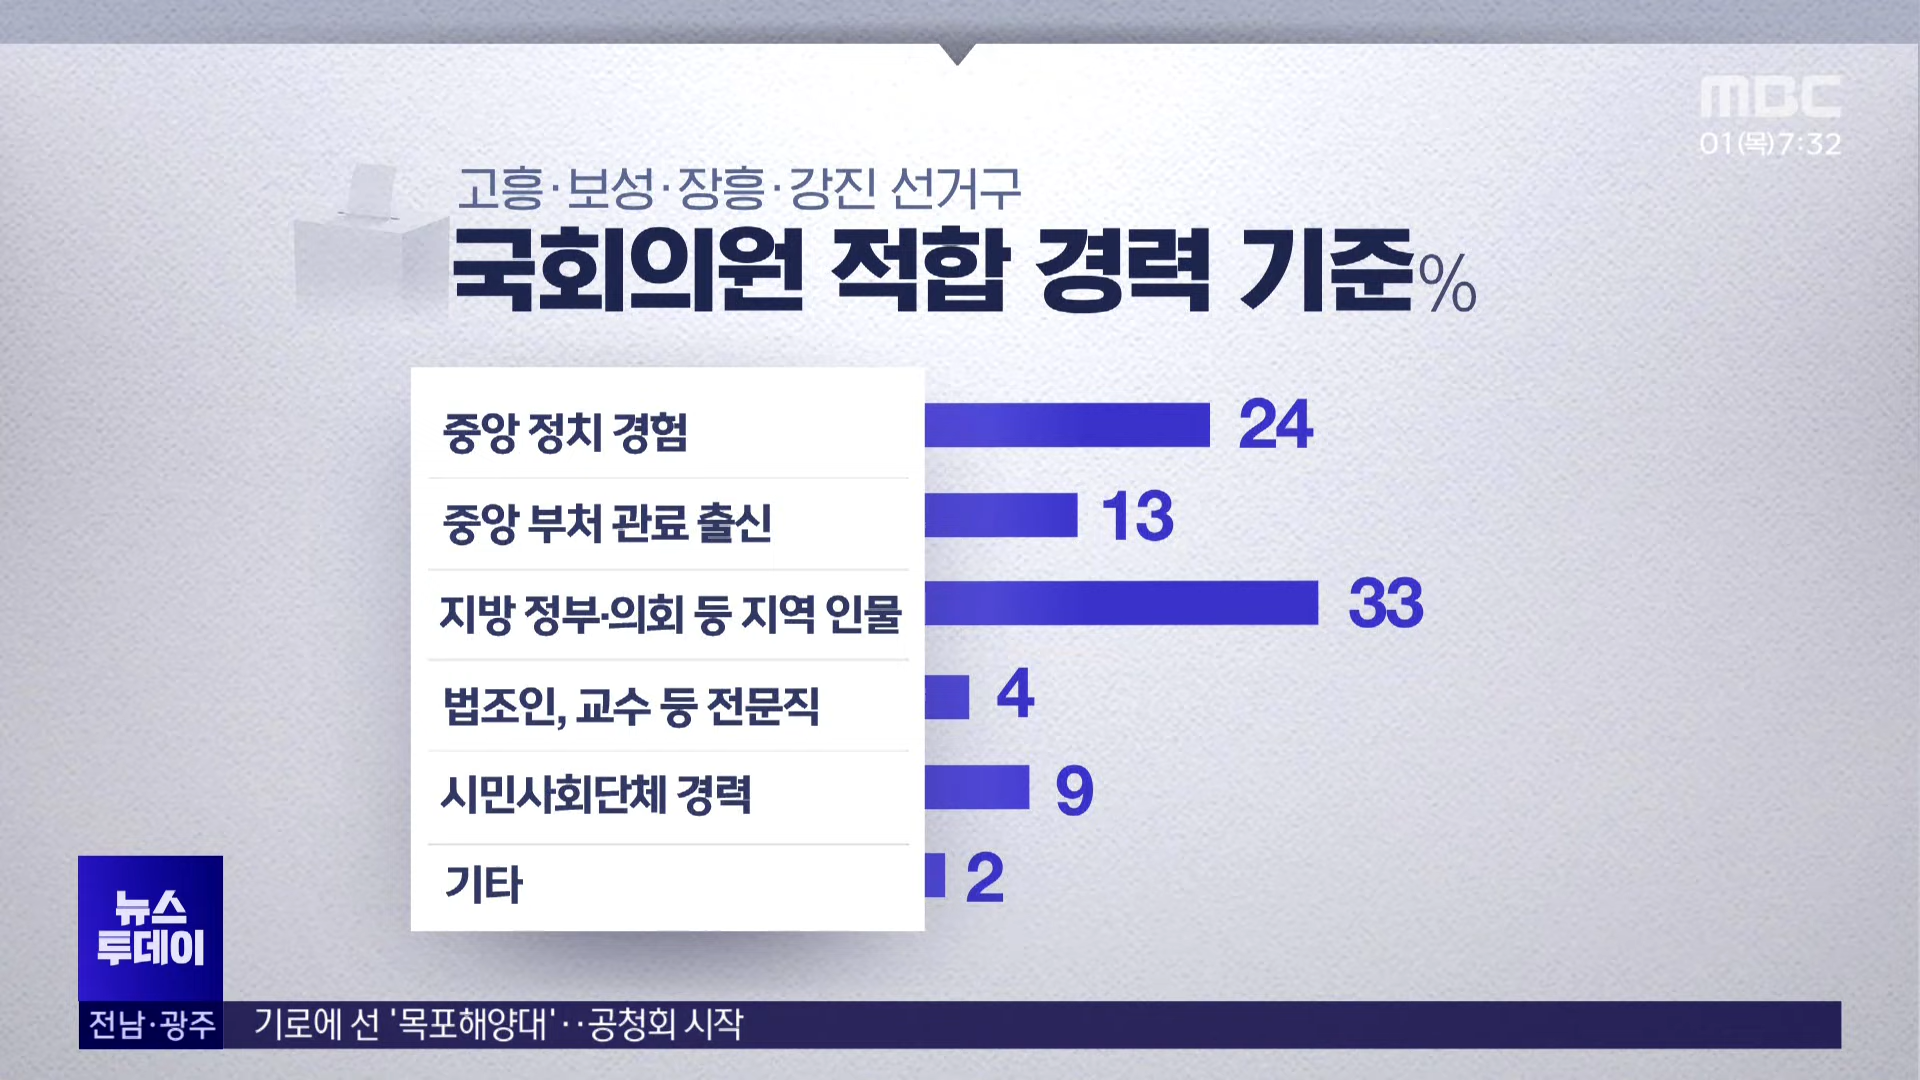 MBC
01(목)7:32
고흥·보성·장흥·강진 선거구
국회의원 적합 경력 기준%
중앙 정치 경험 24
중앙 부처 관료 출신 13
지방 정부·의회 등 지역 인물 33
법조인, 교수 등 전문직 4
시민사회단체 경력 9
기타 2
뉴스
투데이
전남·광주 기로에 선 '목포해양대'‥공청회 시작